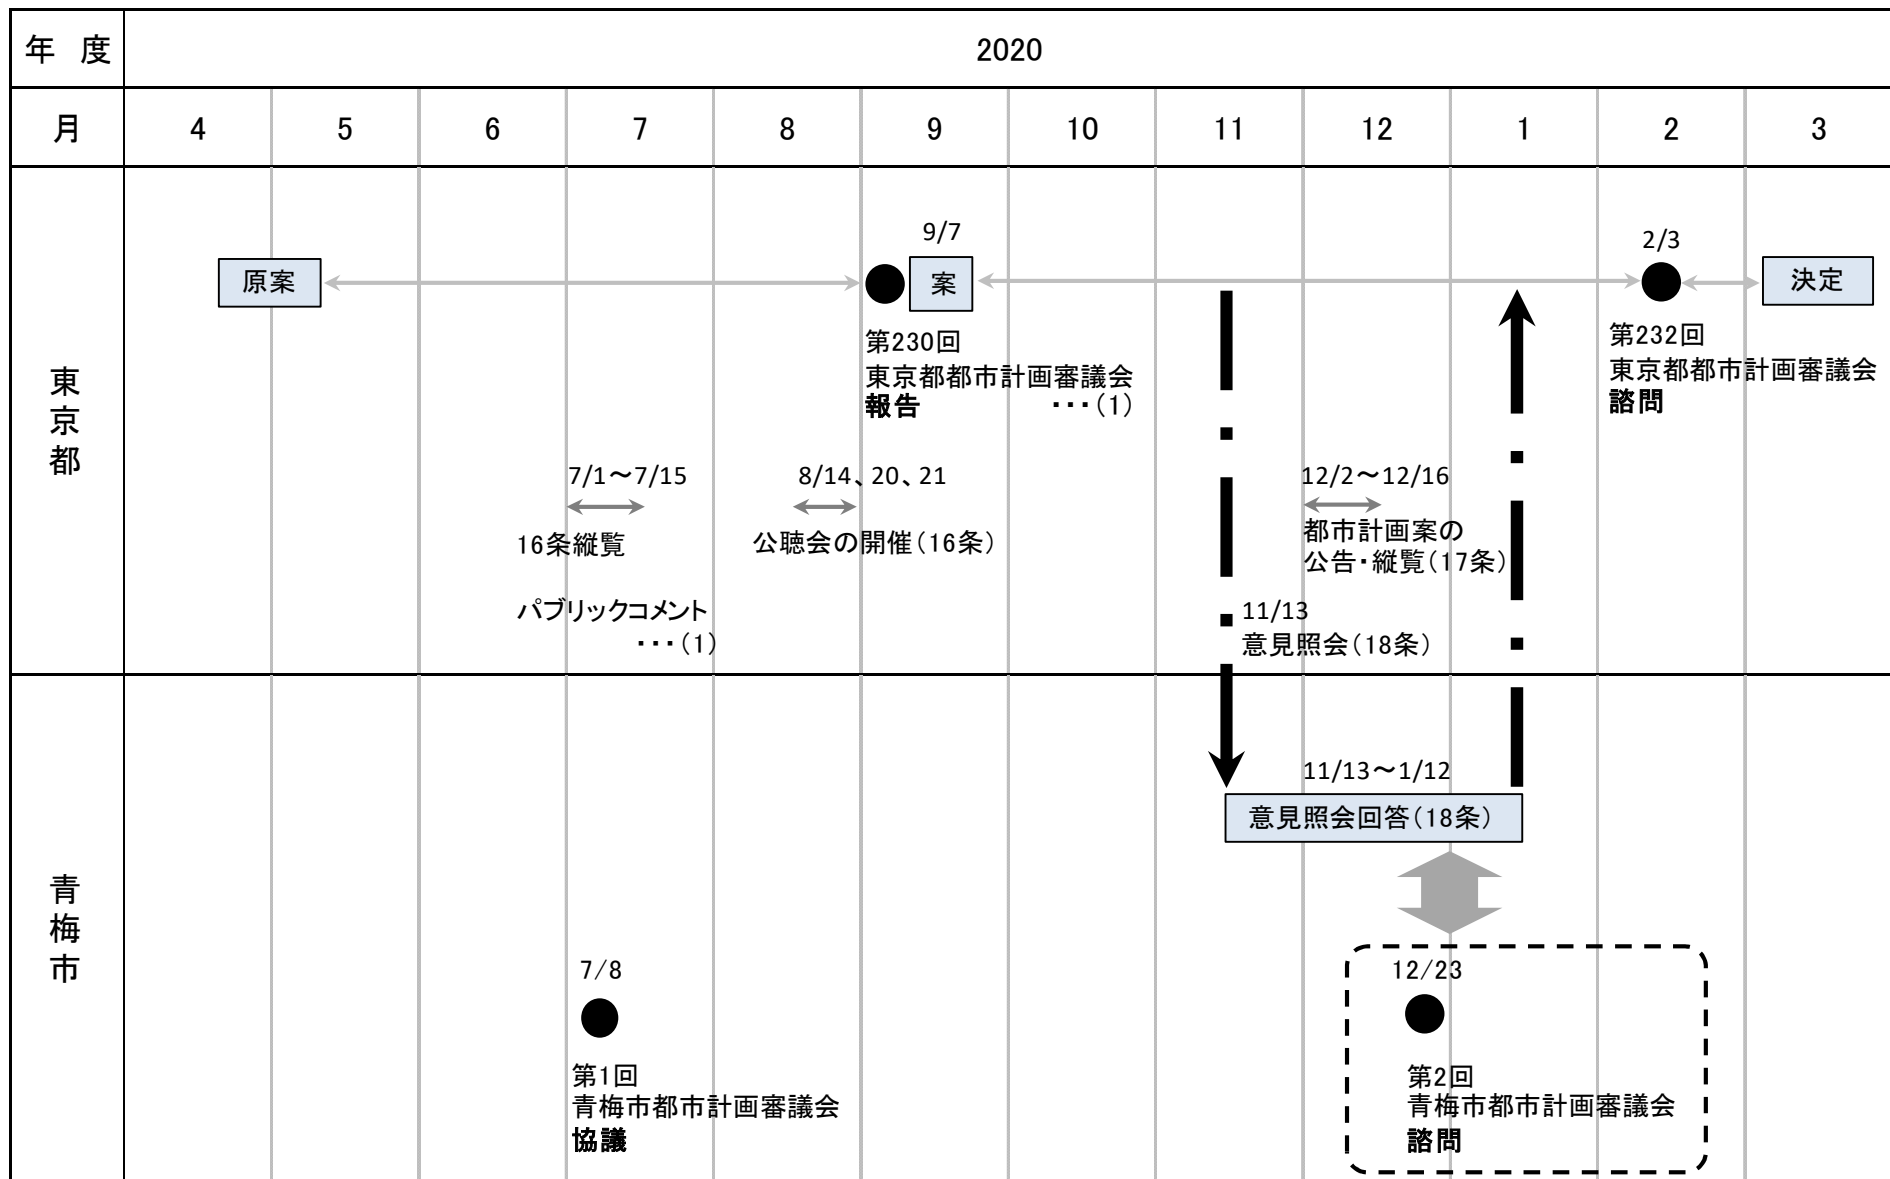 年 度
2020
月
4
5
6
7
8
9
10
11
12
1
2
3
東京都
原案
9/7
案
第230回
東京都都市計画審議会
報告 ・・・(1)
2/3
第232回
東京都都市計画審議会
諮問
決定
7/1～7/15
16条縦覧
パブリックコメント
・・・(1)
8/14、20、21
公聴会の開催(16条)
12/2～12/16
都市計画案の
公告・縦覧(17条)
11/13
意見照会(18条)
青梅市
11/13～1/12
意見照会回答(18条)
7/8
第1回
青梅市都市計画審議会
協議
12/23
第2回
青梅市都市計画審議会
諮問